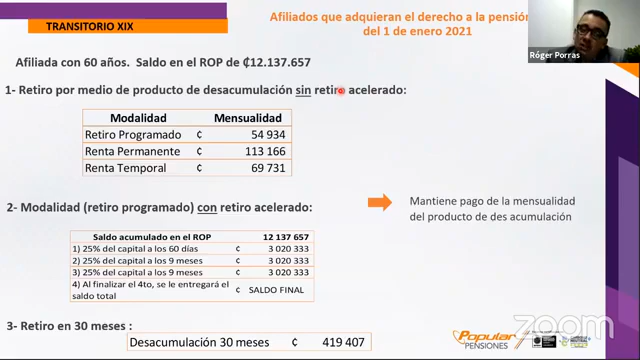 TRANSITORIO XIX
Afiliados que adquieran el derecho a la pensión
del 1 de enero 2021
Róger Porras
Afiliada con 60 años. Saldo en el ROP de ₡12.137.657
1- Retiro por medio de producto de desacumulación sin retiro acelerado:
Modalidad Mensualidad
Retiro Programado ₡ 54 934
Renta Permanente ₡ 113 166
Renta Temporal ₡ 69 731
2- Modalidad (retiro programado) con retiro acelerado:
Mantiene pago de la mensualidad
del producto de des acumulación
Saldo acumulado en el ROP 12 137 657
1) 25% del capital a los 60 días ₡ 3 020 333
2) 25% del capital a los 9 meses ₡ 3 020 333
3) 25% del capital a los 9 meses ₡ 3 020 333
4) Al finalizar el 4to, se le entregará el
saldo total ₡ SALDO FINAL
3- Retiro en 30 meses :
Desacumulación 30 meses ₡ 419 407
Popular
PENSIONES
zoom